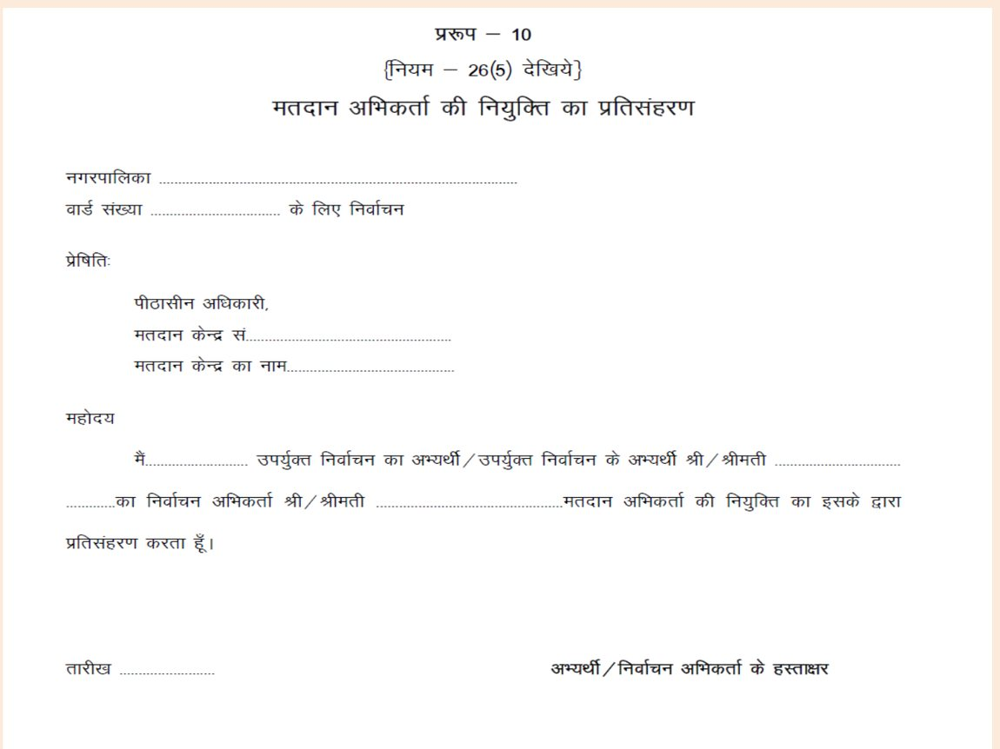 प्ररूप – 10
{नियम – 26(5) देखिये}
मतदान अभिकर्ता की नियुक्ति का प्रतिसंहरण
नगरपालिका ..............................................................................................
वार्ड संख्या .................................. के लिए निर्वाचन
प्रेषितिः
पीठासीन अधिकारी,
मतदान केन्द्र सं......................................................
मतदान केन्द्र का नाम............................................
महोदय
मैं........................... उपर्युक्त निर्वाचन का अभ्यर्थी/उपर्युक्त निर्वाचन के अभ्यर्थी श्री/श्रीमती .................................
.............का निर्वाचन अभिकर्ता श्री/श्रीमती .................................................मतदान अभिकर्ता की नियुक्ति का इसके द्वारा
प्रतिसंहरण करता हूँ।
तारीख ......................... अभ्यर्थी/निर्वाचन अभिकर्ता के हस्ताक्षर